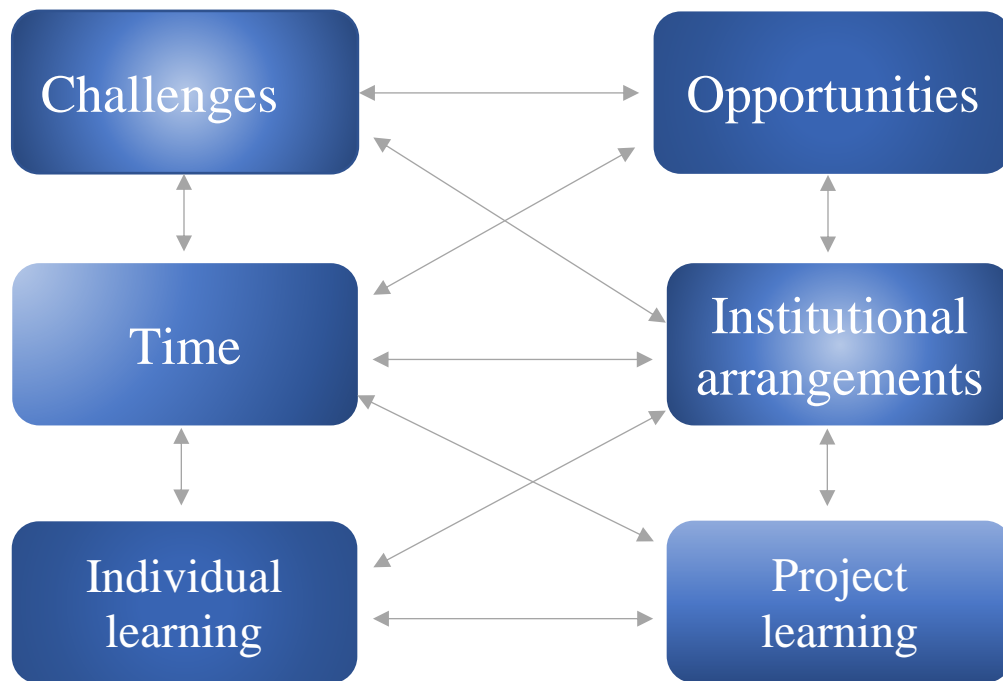 Challenges
Opportunities
Time
Institutional
arrangements
Individual
learning
Project
learning